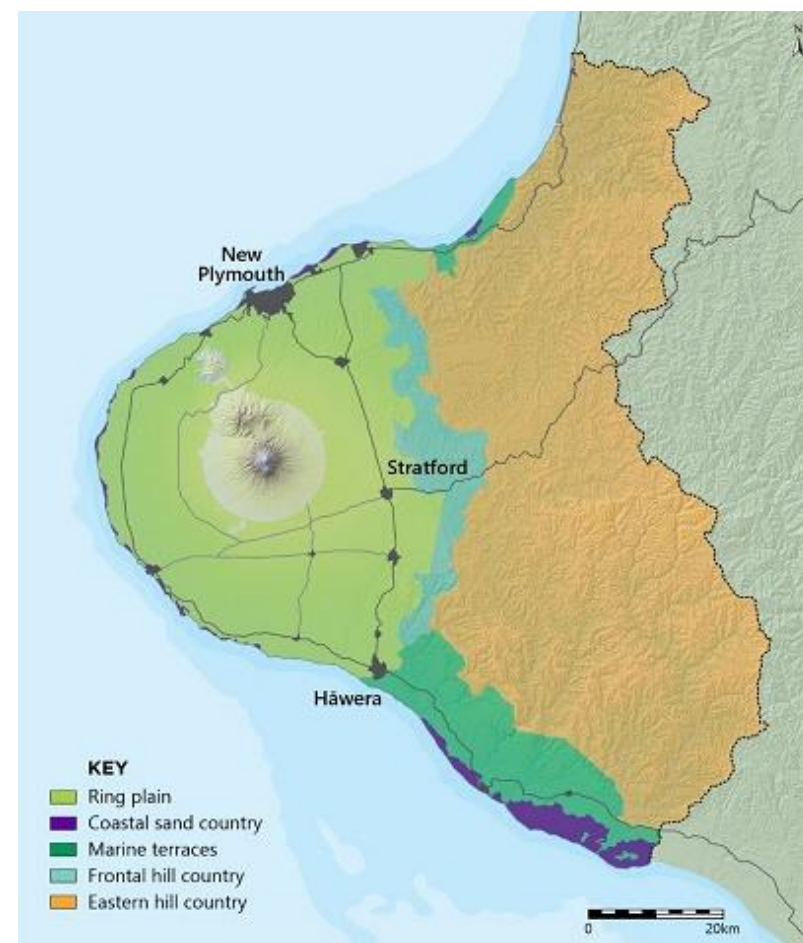 N
New
Plymouth
Stratford
Hāwera
KEY
Ring plain
Coastal sand country
Marine terraces
Frontal hill country
Eastern hill country
0 20km